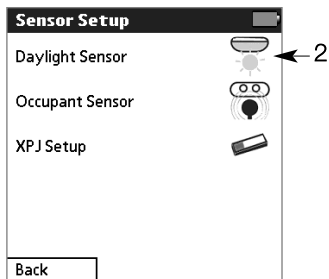 Sensor Setup
Daylight Sensor
2
Occupant Sensor
XPJ Setup
Back